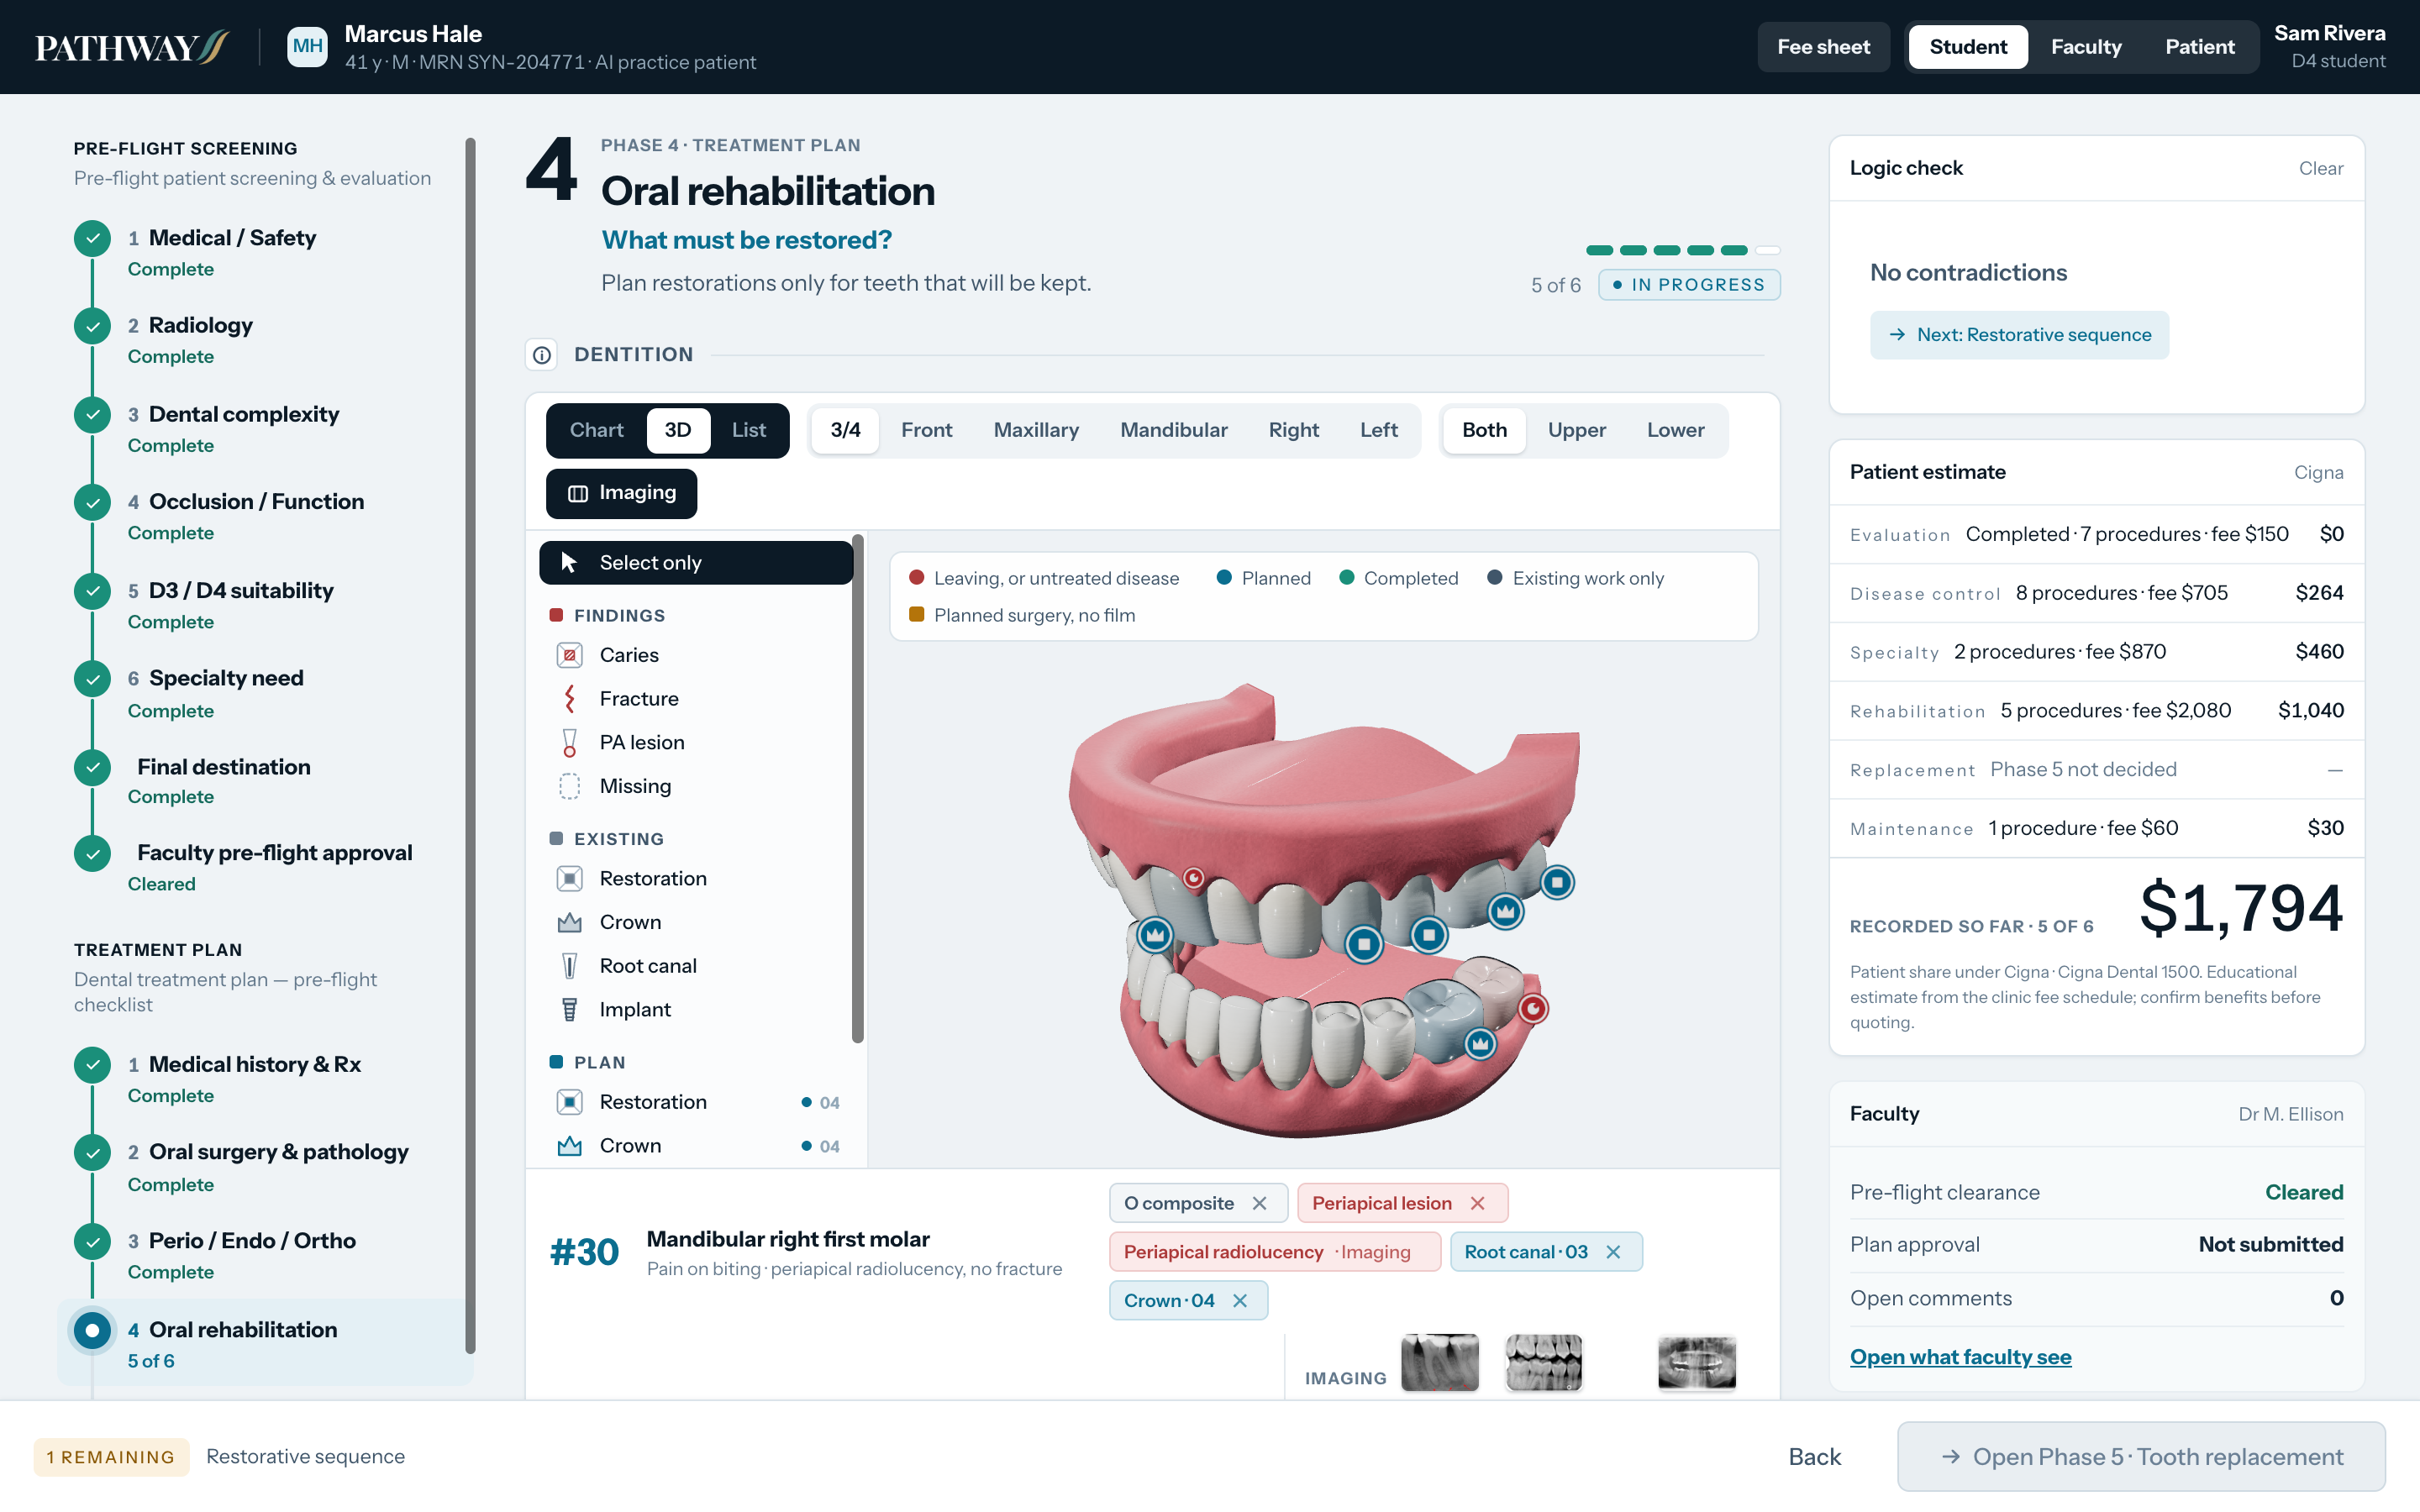 PATHWAY
MH
Marcus Hale
41 y · M · MRN SYN-204771 · AI practice patient
Fee sheet
Student
Faculty
Patient
Sam Rivera
D4 student
PRE-FLIGHT SCREENING
Pre-flight patient screening & evaluation
1 Medical / Safety
Complete
2 Radiology
Complete
3 Dental complexity
Complete
4 Occlusion / Function
Complete
5 D3 / D4 suitability
Complete
6 Specialty need
Complete
Final destination
Complete
Faculty pre-flight approval
Cleared
TREATMENT PLAN
Dental treatment plan — pre-flight
checklist
1 Medical history & Rx
Complete
2 Oral surgery & pathology
Complete
3 Perio / Endo / Ortho
Complete
4 Oral rehabilitation
5 of 6
4
PHASE 4 · TREATMENT PLAN
Oral rehabilitation
What must be restored?
Plan restorations only for teeth that will be kept.
5 of 6
IN PROGRESS
DENTITION
Chart
3D
List
3/4
Front
Maxillary
Mandibular
Right
Left
Both
Upper
Lower
Imaging
Select only
FINDINGS
Caries
Fracture
PA lesion
Missing
EXISTING
Restoration
Crown
Root canal
Implant
PLAN
Restoration 04
Crown 04
Leaving, or untreated disease
Planned
Completed
Existing work only
Planned surgery, no film
#30
Mandibular right first molar
Pain on biting · periapical radiolucency, no fracture
O composite
Periapical lesion
Periapical radiolucency · Imaging
Root canal · 03
Crown · 04
IMAGING
Logic check
Clear
No contradictions
Next: Restorative sequence
Patient estimate
Cigna
Evaluation Completed · 7 procedures · fee $150 $0
Disease control 8 procedures · fee $705 $264
Specialty 2 procedures · fee $870 $460
Rehabilitation 5 procedures · fee $2,080 $1,040
Replacement Phase 5 not decided —
Maintenance 1 procedure · fee $60 $30
RECORDED SO FAR · 5 OF 6 $1,794
Patient share under Cigna · Cigna Dental 1500. Educational
estimate from the clinic fee schedule; confirm benefits before
quoting.
Faculty
Dr M. Ellison
Pre-flight clearance Cleared
Plan approval Not submitted
Open comments 0
Open what faculty see
1 REMAINING
Restorative sequence
Back
Open Phase 5 · Tooth replacement